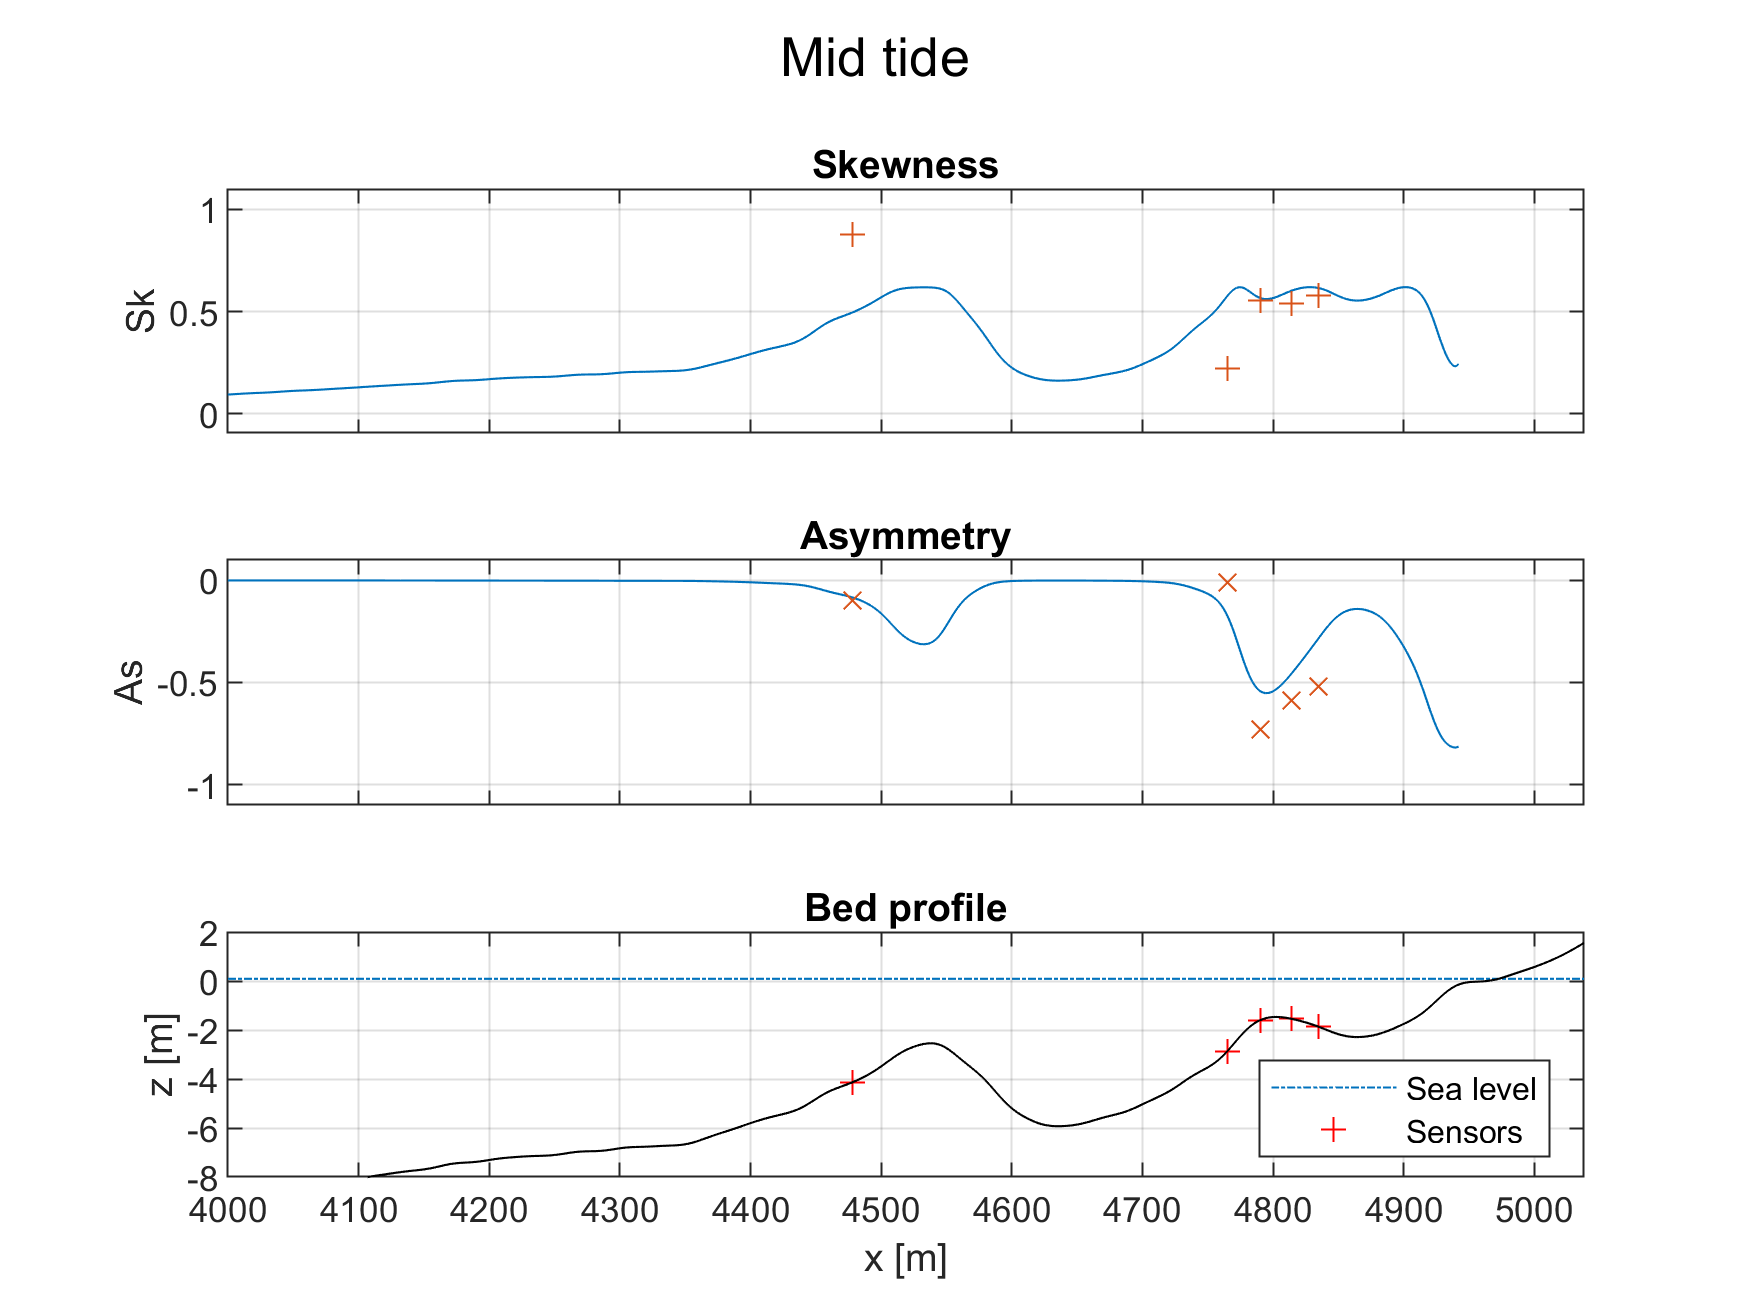 Mid tide
Skewness
1
0.5
0
Sk
Asymmetry
0
-0.5
-1
As
Bed profile
2
0
-2
-4
-6
-8
z [m]
Sea level
Sensors
4000 4100 4200 4300 4400 4500 4600 4700 4800 4900 5000
x [m]